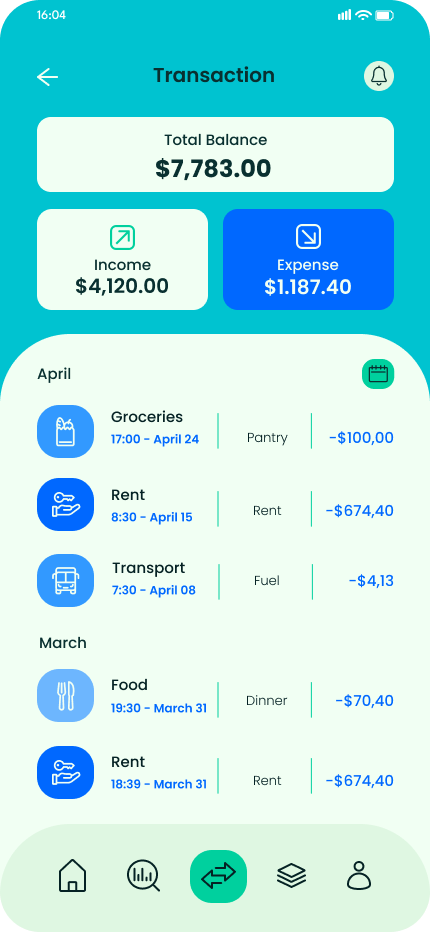 16:04
Transaction
Total Balance
$7,783.00
Income
$4,120.00
Expense
$1.187.40
April
Groceries
17:00 - April 24
Pantry
-$100,00
Rent
8:30 - April 15
Rent
-$674,40
Transport
7:30 - April 08
Fuel
-$4,13
March
Food
19:30 - March 31
Dinner
-$70,40
Rent
18:39 - March 31
Rent
-$674,40